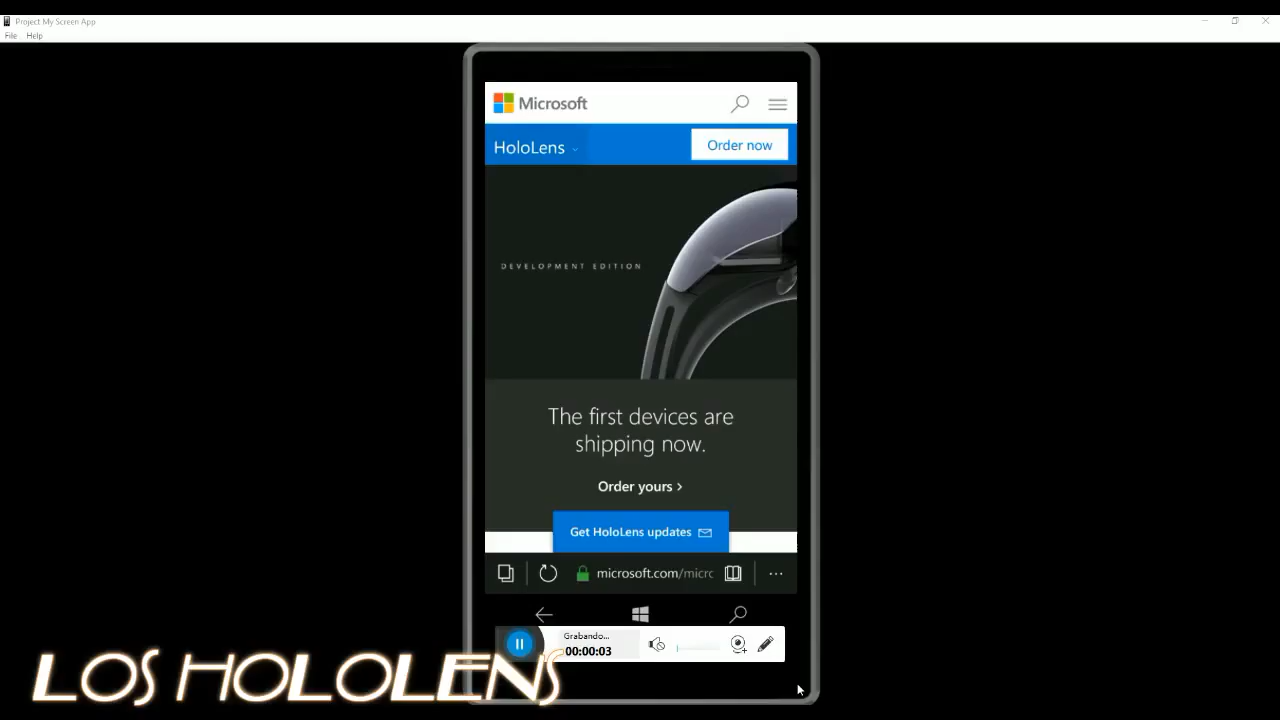 Project My Screen App
File Help
Microsoft
HoloLens
Order now
DEVELOPMENT EDITION
The first devices are
shipping now.
Order yours >
Get HoloLens updates
microsoft.com/micro
Grabando...
00:00:03
LOS HOLOLENS